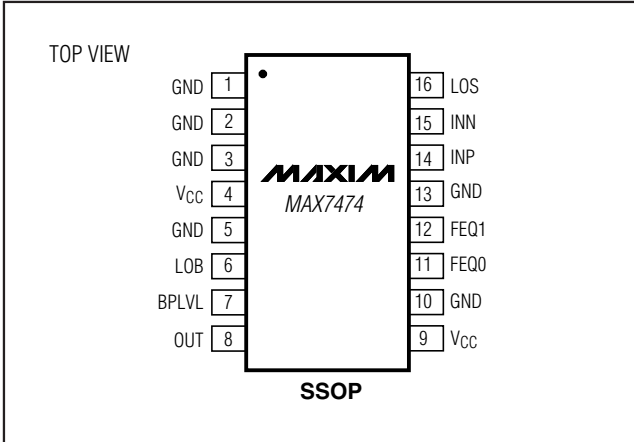 TOP VIEW
GND 1
GND 2
GND 3
VCC 4
GND 5
LOB 6
BPLVL 7
OUT 8
MAXIM
MAX7474
16 LOS
15 INN
14 INP
13 GND
12 FEQ1
11 FEQ0
10 GND
9 VCC
SSOP